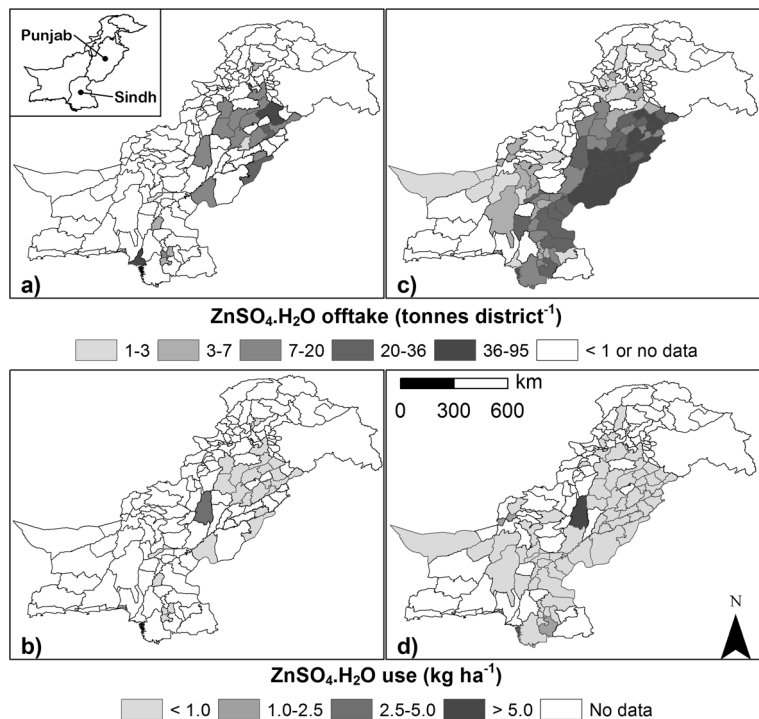 Punjab
Sindh
a)
c)
ZnSO₄.H₂O offtake (tonnes district⁻¹)
1-3 3-7 7-20 20-36 36-95 < 1 or no data
km
0 300 600
b)
d)
N
ZnSO₄.H₂O use (kg ha⁻¹)
< 1.0 1.0-2.5 2.5-5.0 > 5.0 No data